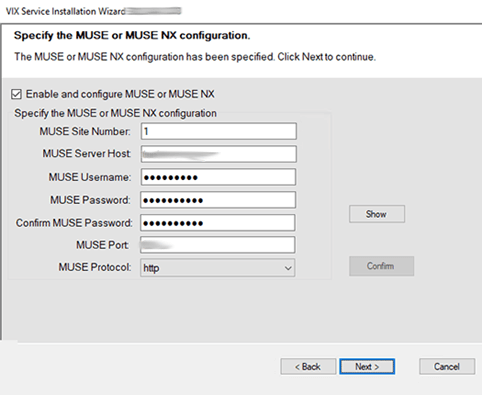 VIX Service Installation Wizard
Specify the MUSE or MUSE NX configuration.
The MUSE or MUSE NX configuration has been specified. Click Next to continue.
Enable and configure MUSE or MUSE NX
Specify the MUSE or MUSE NX configuration
MUSE Site Number: 1
MUSE Server Host:
MUSE Username: ●●●●●●●●●
MUSE Password: ●●●●●●●●●●
Confirm MUSE Password: ●●●●●●●●●●
Show
MUSE Port:
MUSE Protocol: http
Confirm
< Back Next > Cancel